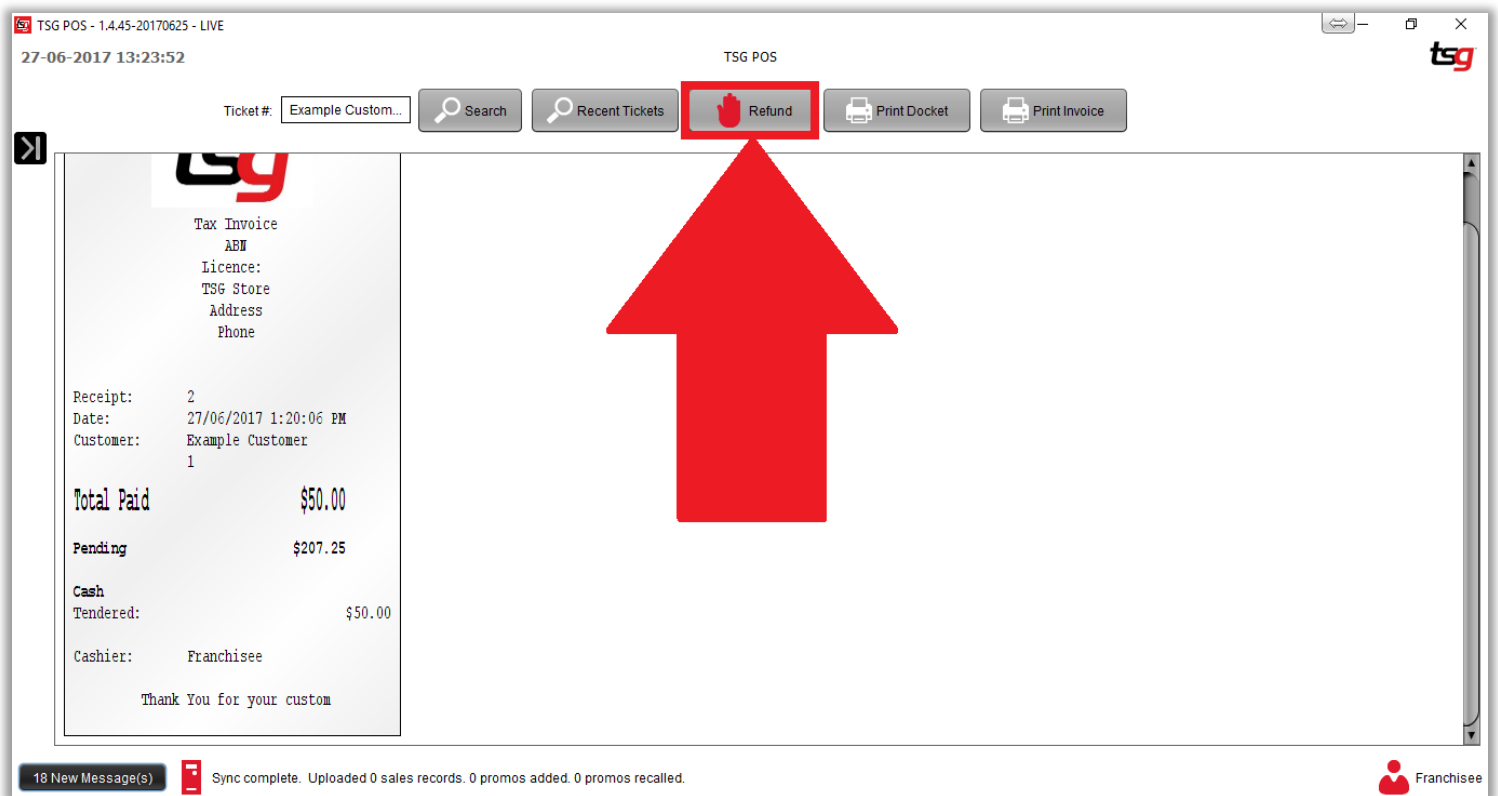 TSG POS - 1.4.45-20170625 - LIVE
27-06-2017 13:23:52
TSG POS
tsg
Ticket #: Example Custom... Search Recent Tickets Refund Print Docket Print Invoice
tsg
Tax Invoice
ABN
Licence:
TSG Store
Address
Phone
Receipt: 2
Date: 27/06/2017 1:20:06 PM
Customer: Example Customer
1
Total Paid $50.00
Pending $207.25
Cash
Tendered: $50.00
Cashier: Franchisee
Thank You for your custom
18 New Message(s) Sync complete. Uploaded 0 sales records. 0 promos added. 0 promos recalled. Franchisee